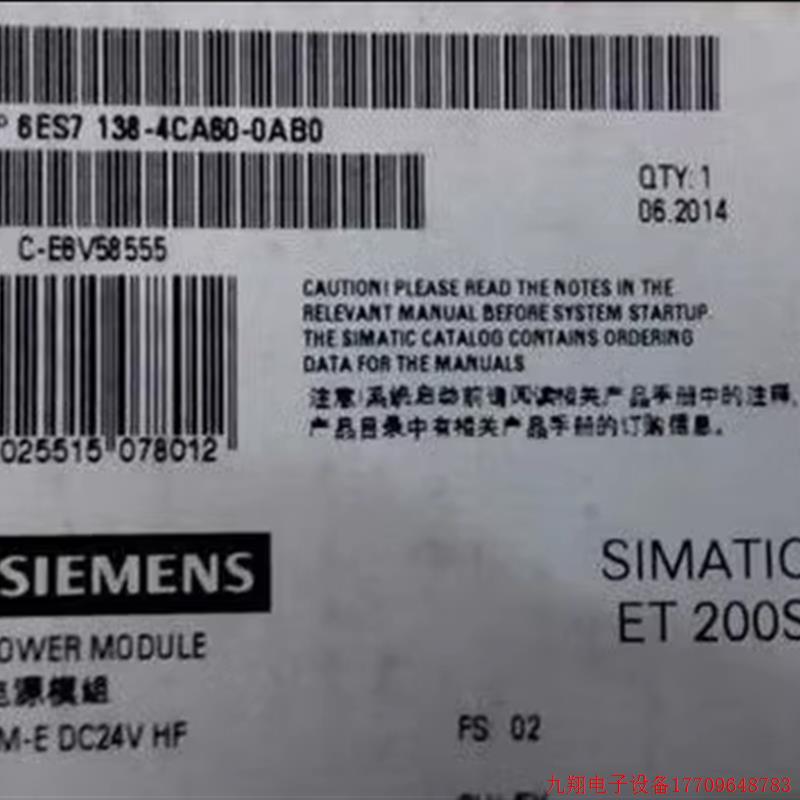 P 6ES7 138-4CA60-0AB0
QTY: 1
06.2014
C-E8V58555
CAUTION! PLEASE READ THE NOTES IN THE
RELEVANT MANUAL BEFORE SYSTEM STARTUP.
THE SIMATIC CATALOG CONTAINS ORDERING
DATA FOR THE MANUALS
注意!系统启动前请阅读相关产品手册中的注释,
产品目录中有相关产品手册的订购信息。
025515 078012
SIEMENS
SIMATIC
ET 200S
OWER MODULE
电源模组
M-E DC24V HF
FS 02
九翔电子设备17709648783